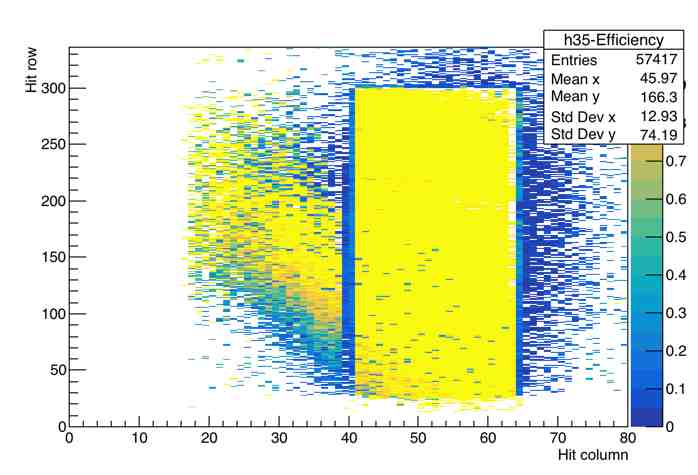 h35-Efficiency
Entries 57417
Mean x 45.97
Mean y 166.3
Std Dev x 12.93
Std Dev y 74.19
Hit row
300
250
200
150
100
50
0
0 10 20 30 40 50 60 70 80
Hit column
0.7
0.6
0.5
0.4
0.3
0.2
0.1
0